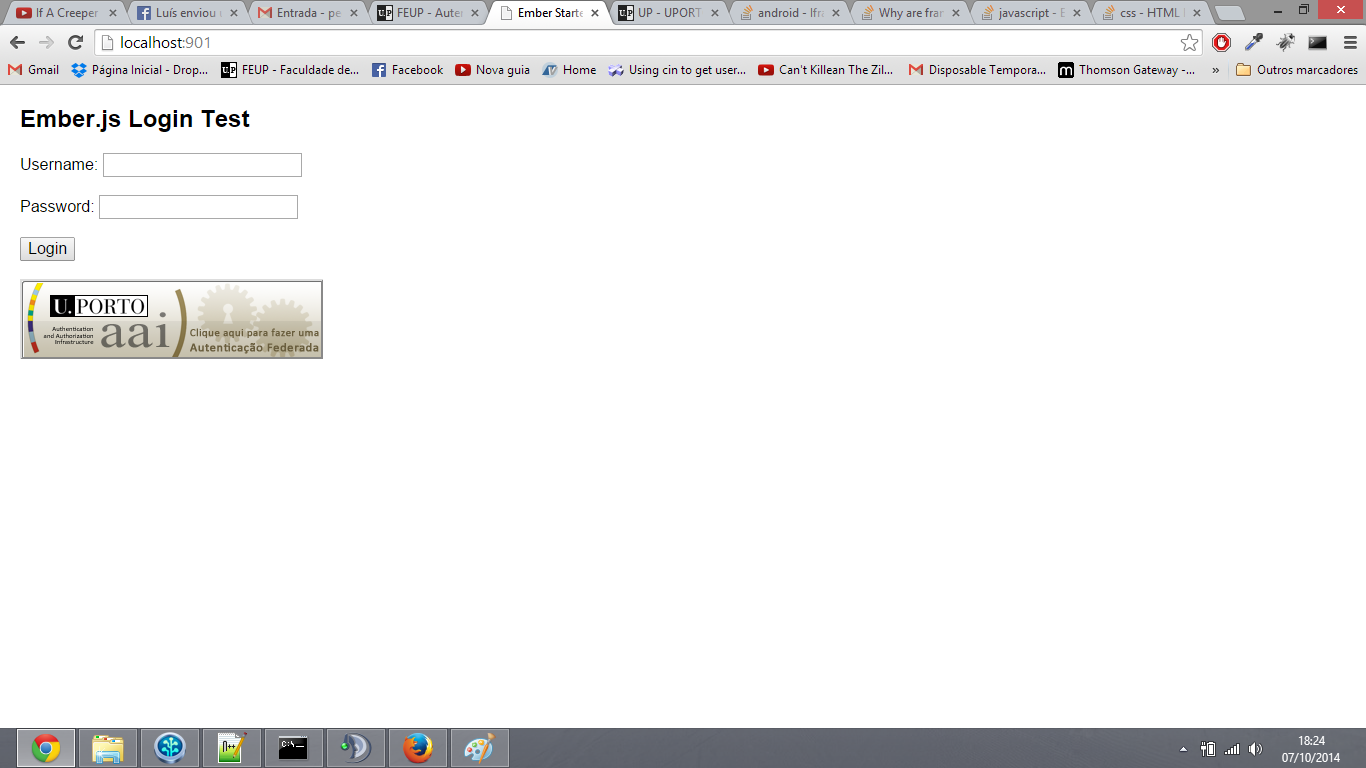 If A Creeper
Luís enviou
Entrada - pe
FEUP - Auten
Ember Starte
UP - UPORT
android - Ifra
Why are fran
javascript - E
css - HTML
localhost:901
Gmail
Página Inicial - Drop...
FEUP - Faculdade de...
Facebook
Nova guia
Home
Using cin to get user...
Can't Killean The Zil...
Disposable Tempora...
Thomson Gateway -...
»
Outros marcadores
Ember.js Login Test
Username:
Password:
Login
U.PORTO
aai
Authentication
and Authorization
Infrastructure
Clique aqui para fazer uma
Autenticação Federada
18:24
07/10/2014